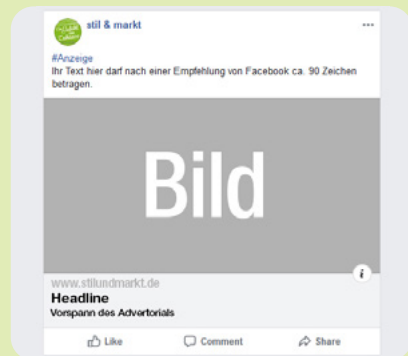 stil & markt
#Anzeige
Ihr Text hier darf nach einer Empfehlung von Facebook ca. 90 Zeichen
betragen.
Bild
i
www.stilundmarkt.de
Headline
Vorspann des Advertorials
Like Comment Share